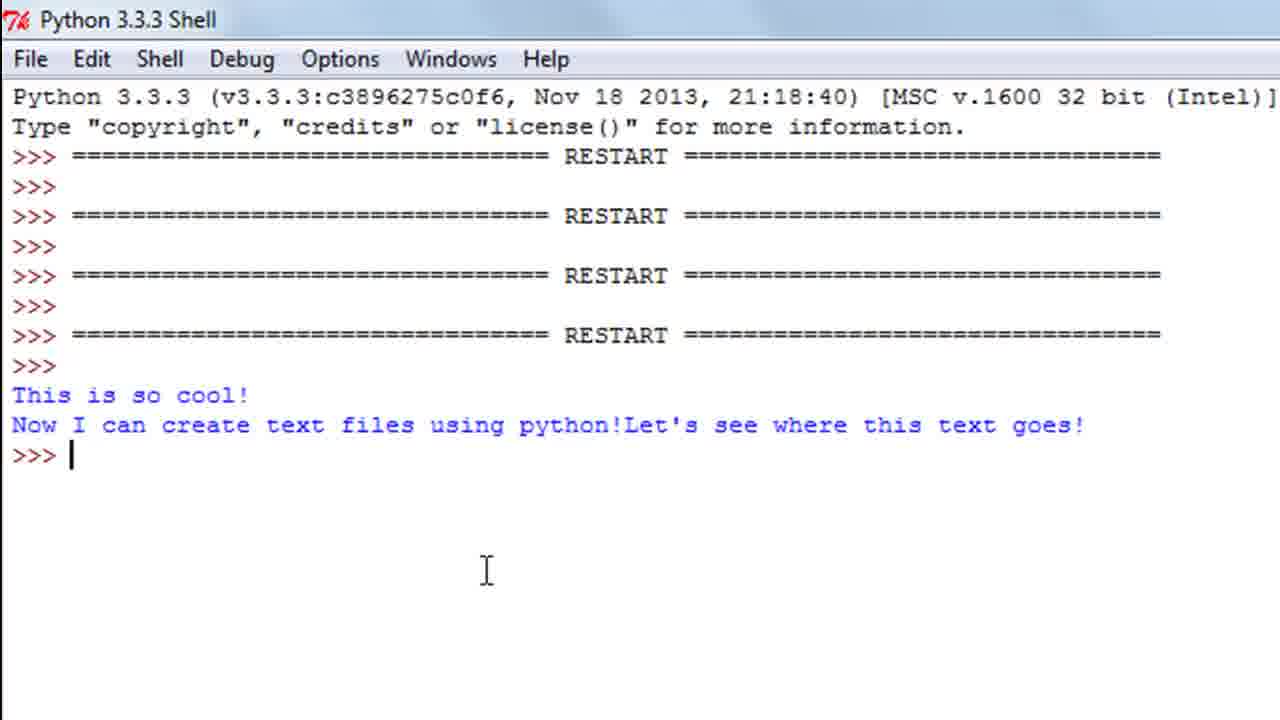 Python 3.3.3 Shell
File Edit Shell Debug Options Windows Help
Python 3.3.3 (v3.3.3:c3896275c0f6, Nov 18 2013, 21:18:40) [MSC v.1600 32 bit (Intel)]
Type "copyright", "credits" or "license()" for more information.
>>> ================================ RESTART ================================
>>>
>>> ================================ RESTART ================================
>>>
>>> ================================ RESTART ================================
>>>
>>> ================================ RESTART ================================
>>>
This is so cool!
Now I can create text files using python!Let's see where this text goes!
>>>